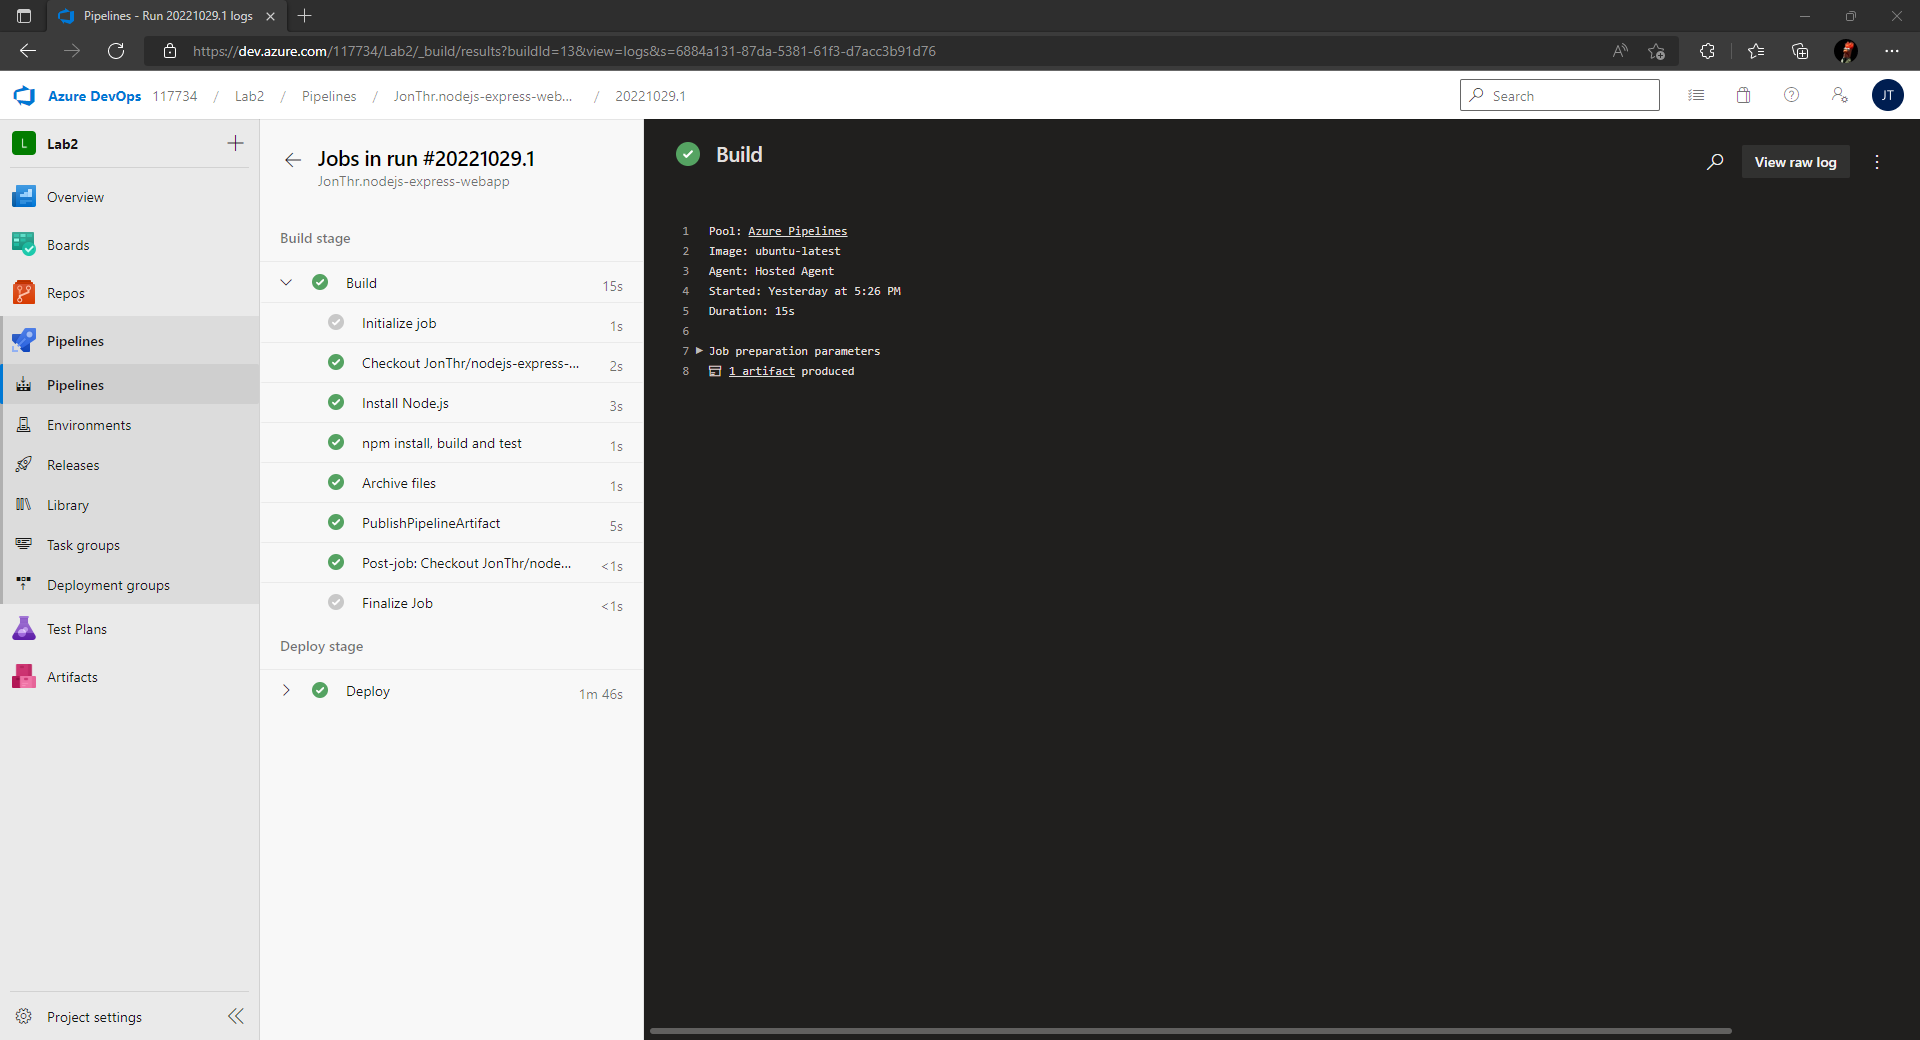 Pipelines - Run 20221029.1 logs
https://dev.azure.com/117734/Lab2/_build/results?buildId=13&view=logs&s=6884a131-87da-5381-61f3-d7acc3b91d76
Azure DevOps 117734 / Lab2 / Pipelines / JonThr.nodejs-express-web... / 20221029.1
Search
JT
L Lab2
Overview
Boards
Repos
Pipelines
Pipelines
Environments
Releases
Library
Task groups
Deployment groups
Test Plans
Artifacts
Project settings
Jobs in run #20221029.1
JonThr.nodejs-express-webapp
Build stage
Build 15s
Initialize job 1s
Checkout JonThr/nodejs-express-... 2s
Install Node.js 3s
npm install, build and test 1s
Archive files 1s
PublishPipelineArtifact 5s
Post-job: Checkout JonThr/node... <1s
Finalize Job <1s
Deploy stage
Deploy 1m 46s
Build
View raw log
1 Pool: Azure Pipelines
2 Image: ubuntu-latest
3 Agent: Hosted Agent
4 Started: Yesterday at 5:26 PM
5 Duration: 15s
6
7 Job preparation parameters
8 1 artifact produced